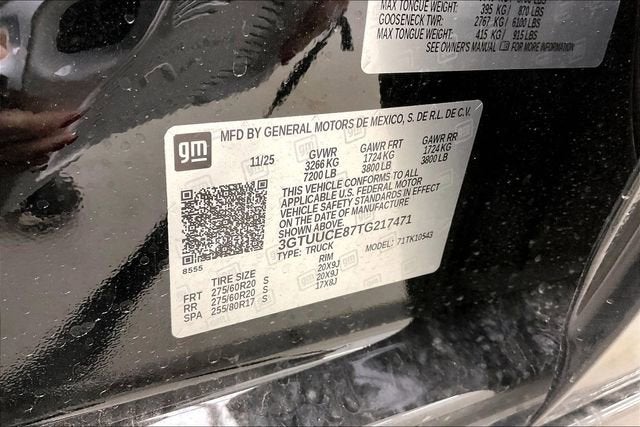 MAX TONGUE WEIGHT: 395 KG/ 870 LBS
GOOSENECK TWR: 2767 KG/ 6100 LBS
MAX TONGUE WEIGHT: 415 KG/ 915 LBS
SEE OWNER'S MANUAL FOR MORE INFORMATION
gm
MFD BY GENERAL MOTORS DE MEXICO, S. DE R.L. DE C.V.
11/25 GVWR GAWR FRT GAWR RR
3266 KG 1724 KG 1724 KG
7200 LB 3800 LB 3800 LB
THIS VEHICLE CONFORMS TO ALL
APPLICABLE U.S. FEDERAL MOTOR
VEHICLE SAFETY STANDARDS IN EFFECT
ON THE DATE OF MANUFACTURE
SHOWN ABOVE.
3GTUUCE87TG217471
TYPE: TRUCK MODEL: 71TK10543
8555
TIRE SIZE RIM
FRT 275/60R20 S 20X9J
RR 275/60R20 S 20X9J
SPA 255/80R17 S 17X8J